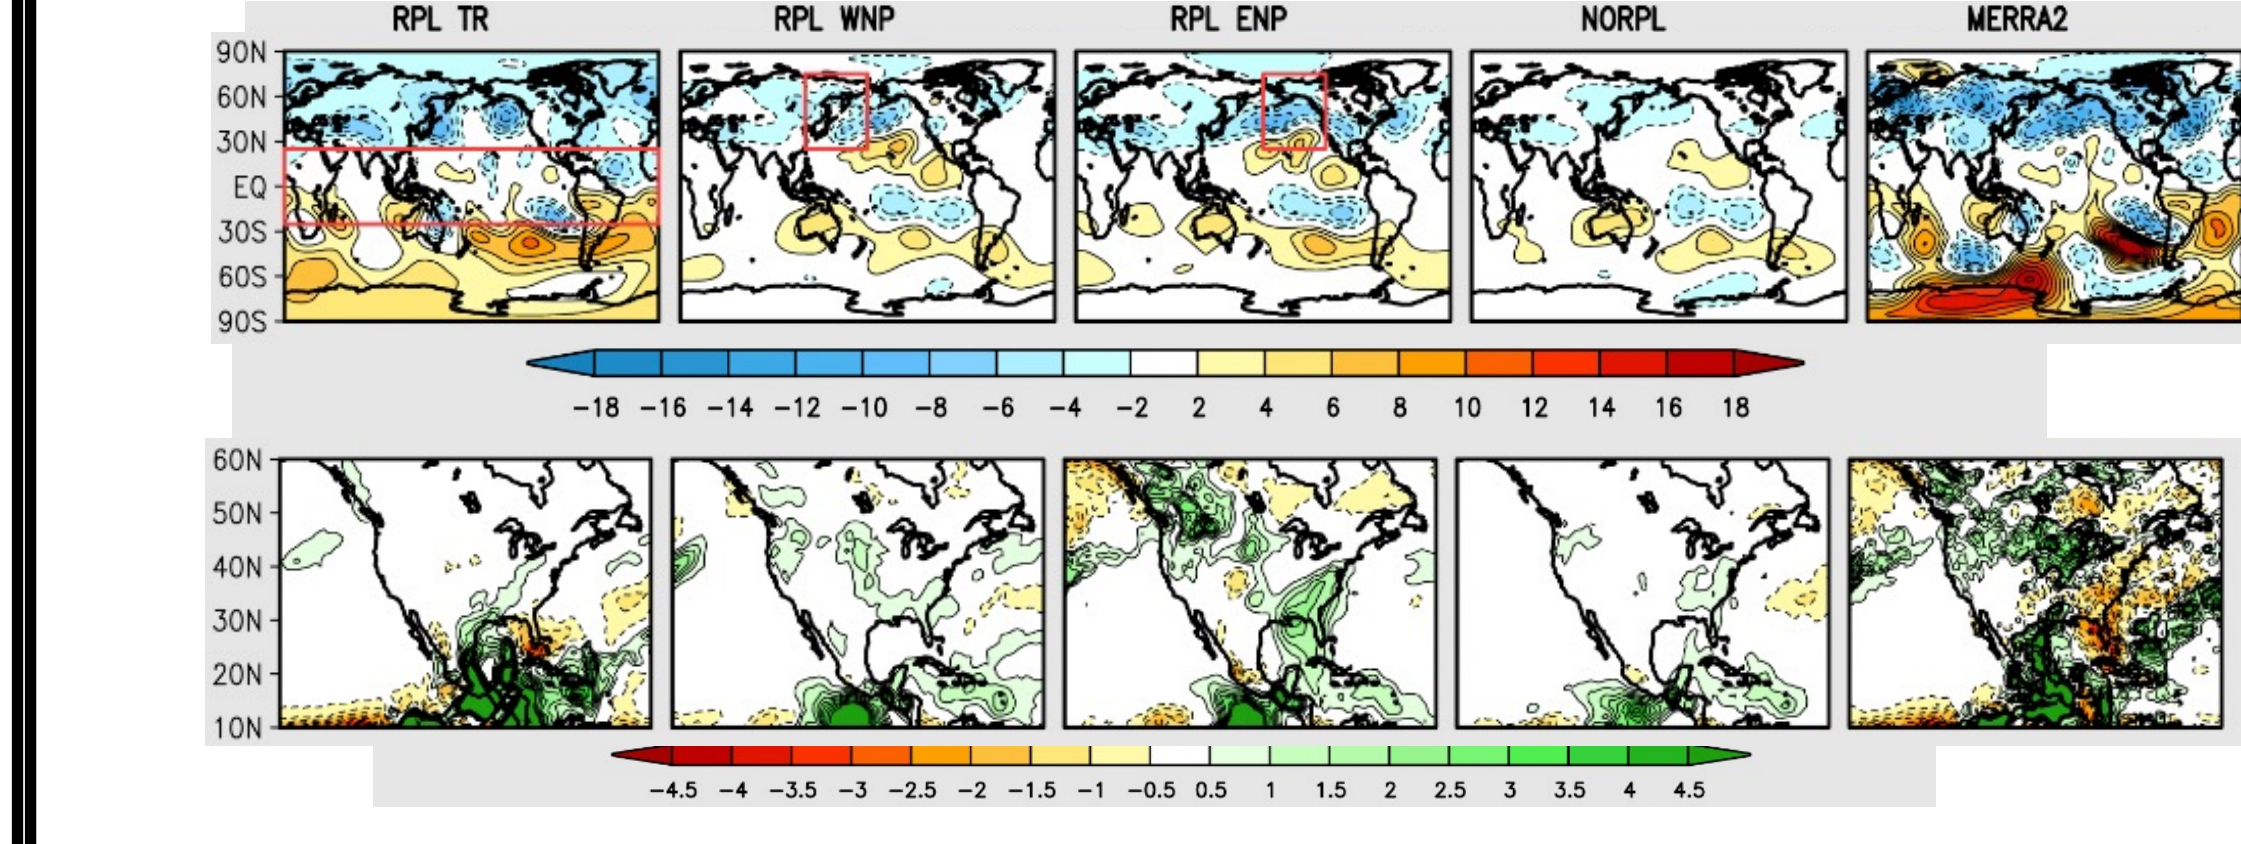 RPL TR RPL WNP RPL ENP NORPL MERRA2
90N
60N
30N
EQ
30S
60S
90S
-18 -16 -14 -12 -10 -8 -6 -4 -2 2 4 6 8 10 12 14 16 18
60N
50N
40N
30N
20N
10N
-4.5 -4 -3.5 -3 -2.5 -2 -1.5 -1 -0.5 0.5 1 1.5 2 2.5 3 3.5 4 4.5